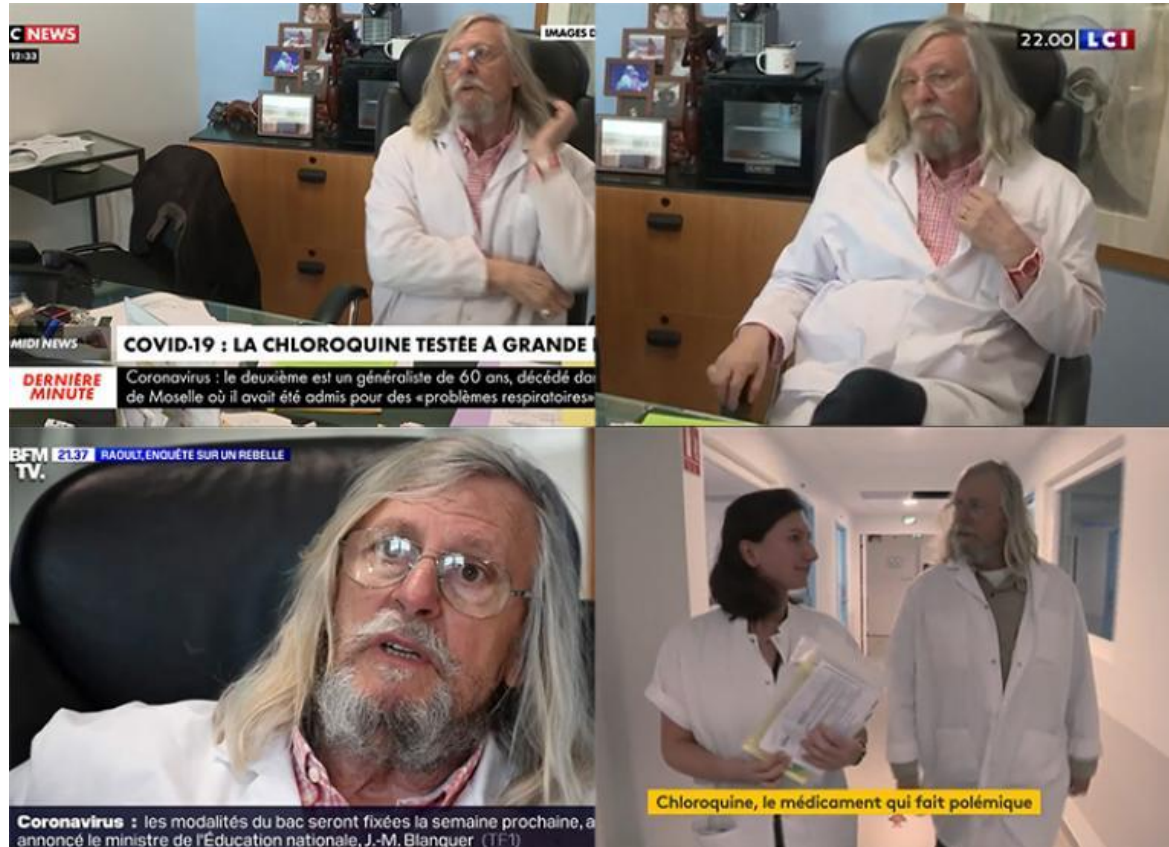 C NEWS
12:33
IMAGES D
MIDI NEWS
COVID-19 : LA CHLOROQUINE TESTÉE À GRANDE
DERNIÈRE
MINUTE
Coronavirus : le deuxième est un généraliste de 60 ans, décédé da
de Moselle où il avait été admis pour des «problèmes respiratoires»
22.00 LCI
BFM
TV.
21.37 RAOULT, ENQUÊTE SUR UN REBELLE
Coronavirus : les modalités du bac seront fixées la semaine prochaine, a
annoncé le ministre de l'Éducation nationale, J.-M. Blanquer (TF1)
Chloroquine, le médicament qui fait polémique